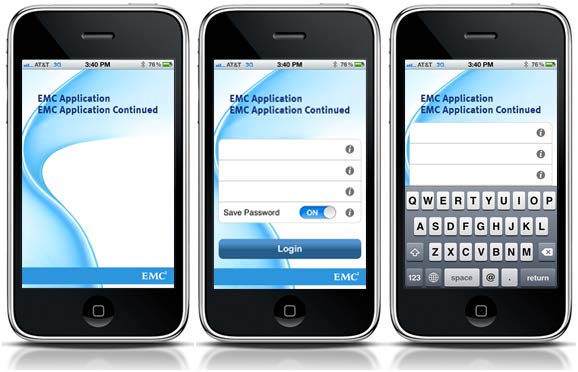 AT&T 3G 3:40 PM 76%
EMC Application
EMC Application Continued
EMC²
AT&T 3G 3:40 PM 76%
EMC Application
EMC Application Continued
Save Password ON
Login
EMC²
AT&T 3G 3:40 PM 76%
EMC Application
EMC Application Continued
Q W E R T Y U I O P
A S D F G H J K L
Z X C V B N M
123 space @ . return